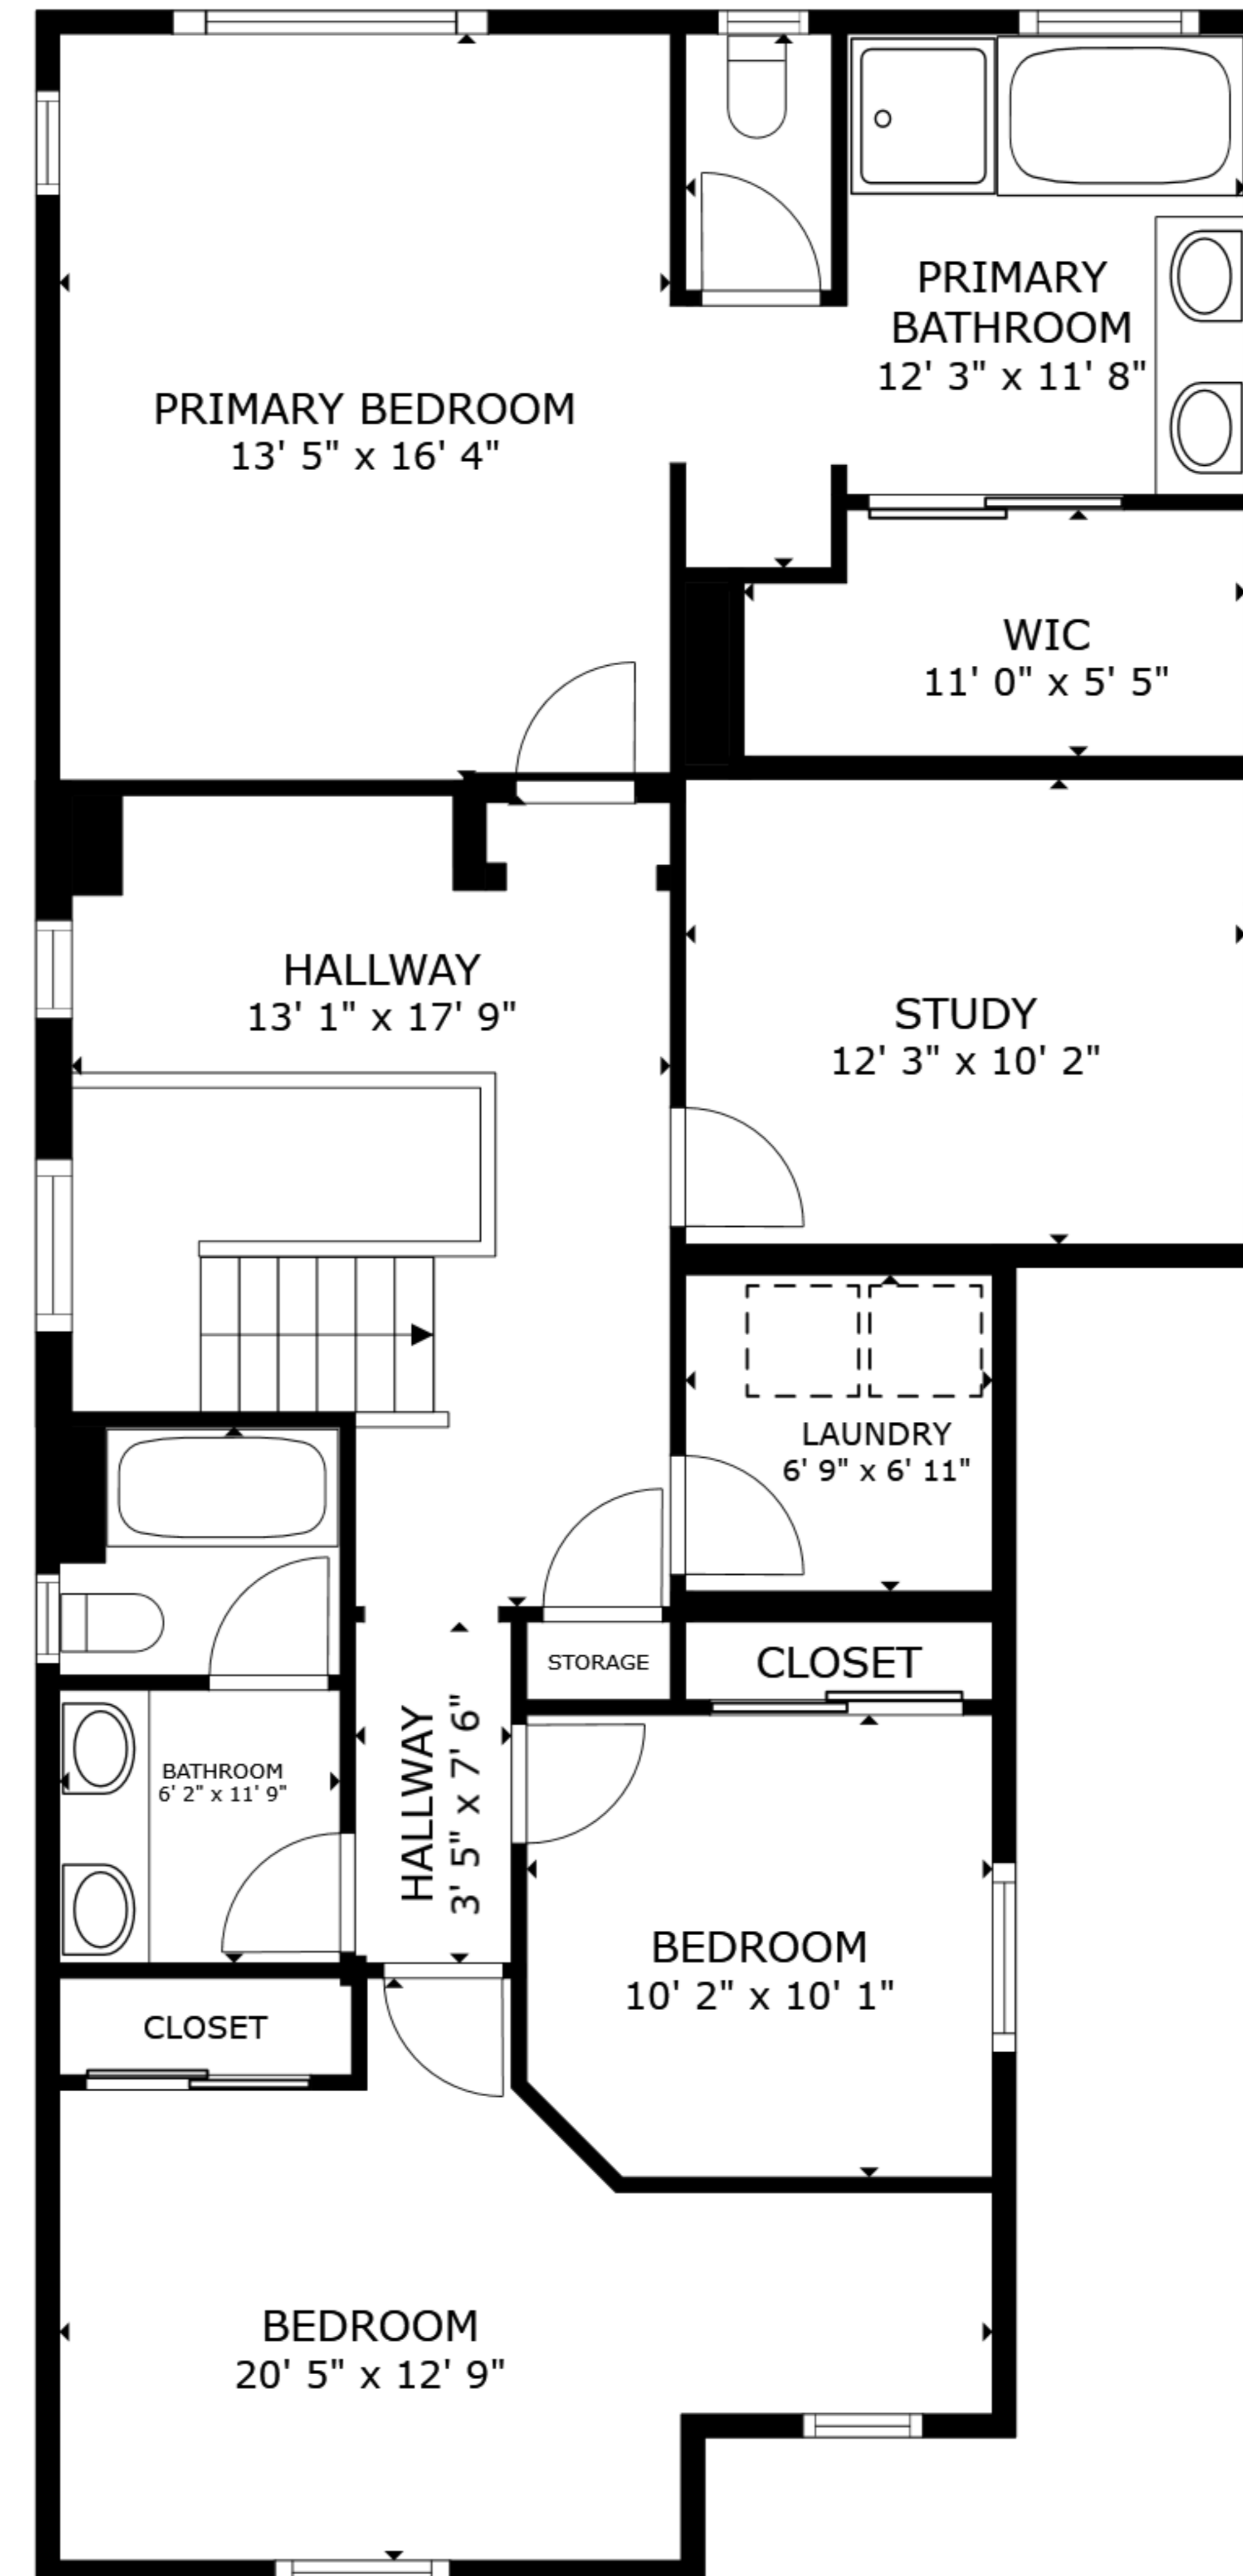 PRIMARY
BATHROOM
12' 3" x 11' 8"
PRIMARY BEDROOM
13' 5" x 16' 4"
WIC
11' 0" x 5' 5"
HALLWAY
13' 1" x 17' 9"
STUDY
12' 3" x 10' 2"
LAUNDRY
6' 9" x 6' 11"
STORAGE
CLOSET
HALLWAY
3' 5" x 7' 6"
BATHROOM
6' 2" x 11' 9"
BEDROOM
10' 2" x 10' 1"
CLOSET
BEDROOM
20' 5" x 12' 9"